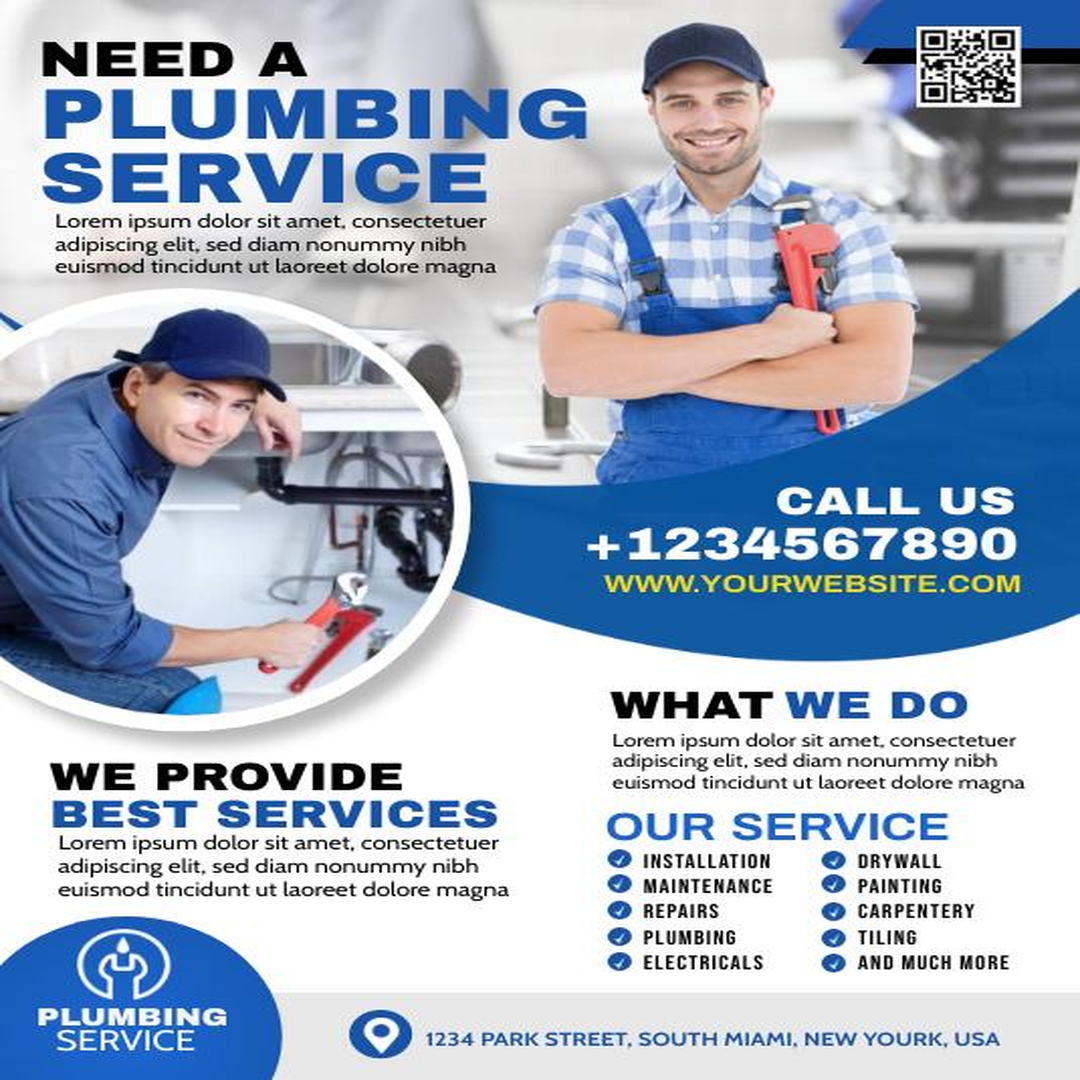 NEED A
PLUMBING
SERVICE
Lorem ipsum dolor sit amet, consectetuer
adipiscing elit, sed diam nonummy nibh
euismod tincidunt ut laoreet dolore magna
CALL US
+1234567890
WWW.YOURWEBSITE.COM
WE PROVIDE
BEST SERVICES
Lorem ipsum dolor sit amet, consectetuer
adipiscing elit, sed diam nonummy nibh
euismod tincidunt ut laoreet dolore magna
WHAT WE DO
Lorem ipsum dolor sit amet, consectetuer
adipiscing elit, sed diam nonummy nibh
euismod tincidunt ut laoreet dolore magna
OUR SERVICE
INSTALLATION
MAINTENANCE
REPAIRS
PLUMBING
ELECTRICALS
DRYWALL
PAINTING
CARPENTERY
TILING
AND MUCH MORE
PLUMBING
SERVICE
1234 PARK STREET, SOUTH MIAMI, NEW YOURK, USA